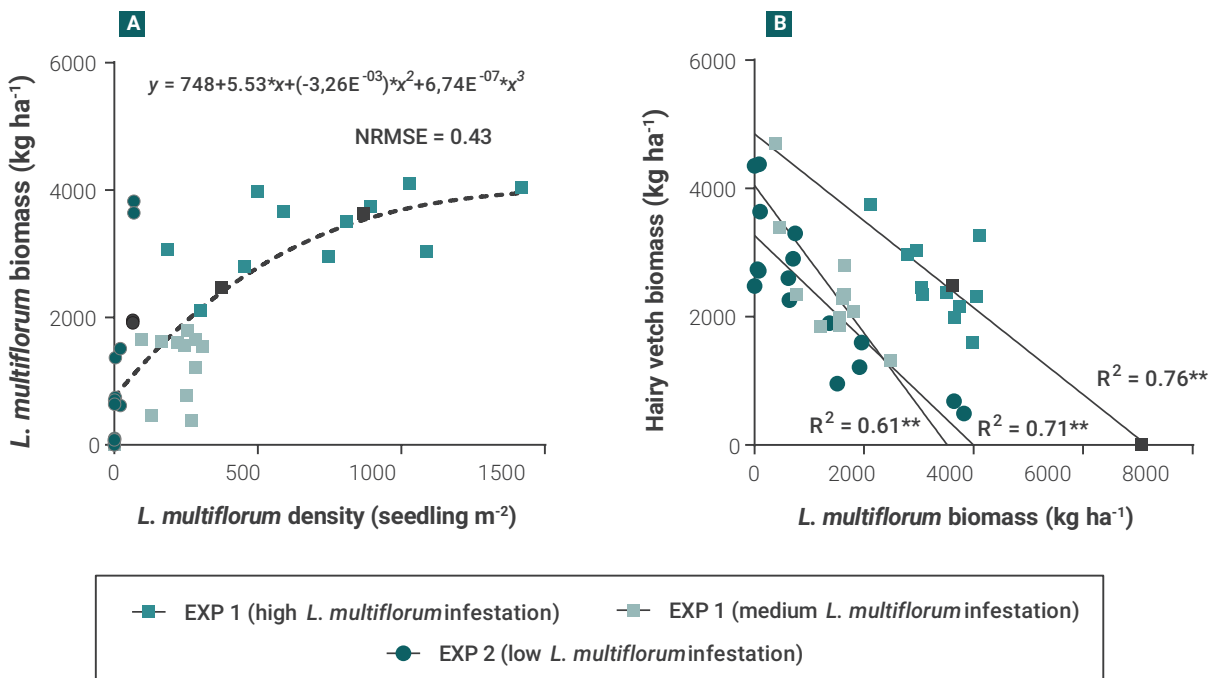 A
6000
4000
2000
0
L. multiflorum biomass (kg ha⁻¹)
y = 748+5.53*x+(-3,26E⁻⁰³)*x²+6,74E⁻⁰⁷*x³
NRMSE = 0.43
0 500 1000 1500
L. multiflorum density (seedling m⁻²)
B
6000
4000
2000
0
Hairy vetch biomass (kg ha⁻¹)
R² = 0.76**
R² = 0.61**
R² = 0.71**
0 2000 4000 6000 8000
L. multiflorum biomass (kg ha⁻¹)
EXP 1 (high L. multiflorum infestation) EXP 1 (medium L. multiflorum infestation)
EXP 2 (low L. multiflorum infestation)